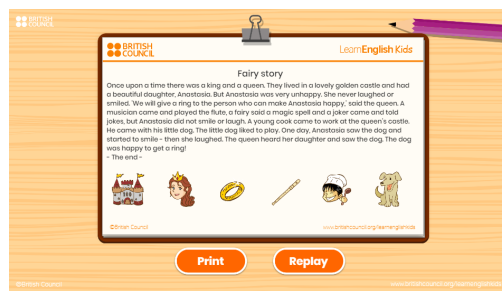 BRITISH
COUNCIL
BRITISH
COUNCIL
LearnEnglish Kids
Fairy story
Once upon a time there was a king and a queen. They lived in a lovely golden castle and had
a beautiful daughter, Anastasia. But Anastasia was very unhappy. She never laughed or
smiled. 'We will give a ring to the person who can make Anastasia happy,' said the queen. A
musician came and played the flute, a fairy said a magic spell and a joker came and told
jokes, but Anastasia did not smile or laugh. A young cook came to work at the queen's castle.
He came with his little dog. The little dog liked to play. One day, Anastasia saw the dog and
started to smile - then she laughed. The queen heard her daughter and saw the dog. The dog
was happy to get a ring!
- The end -
©British Council
www.britishcouncil.org/learnenglishkids
Print
Replay
©British Council
www.britishcouncil.org/learnenglishkids